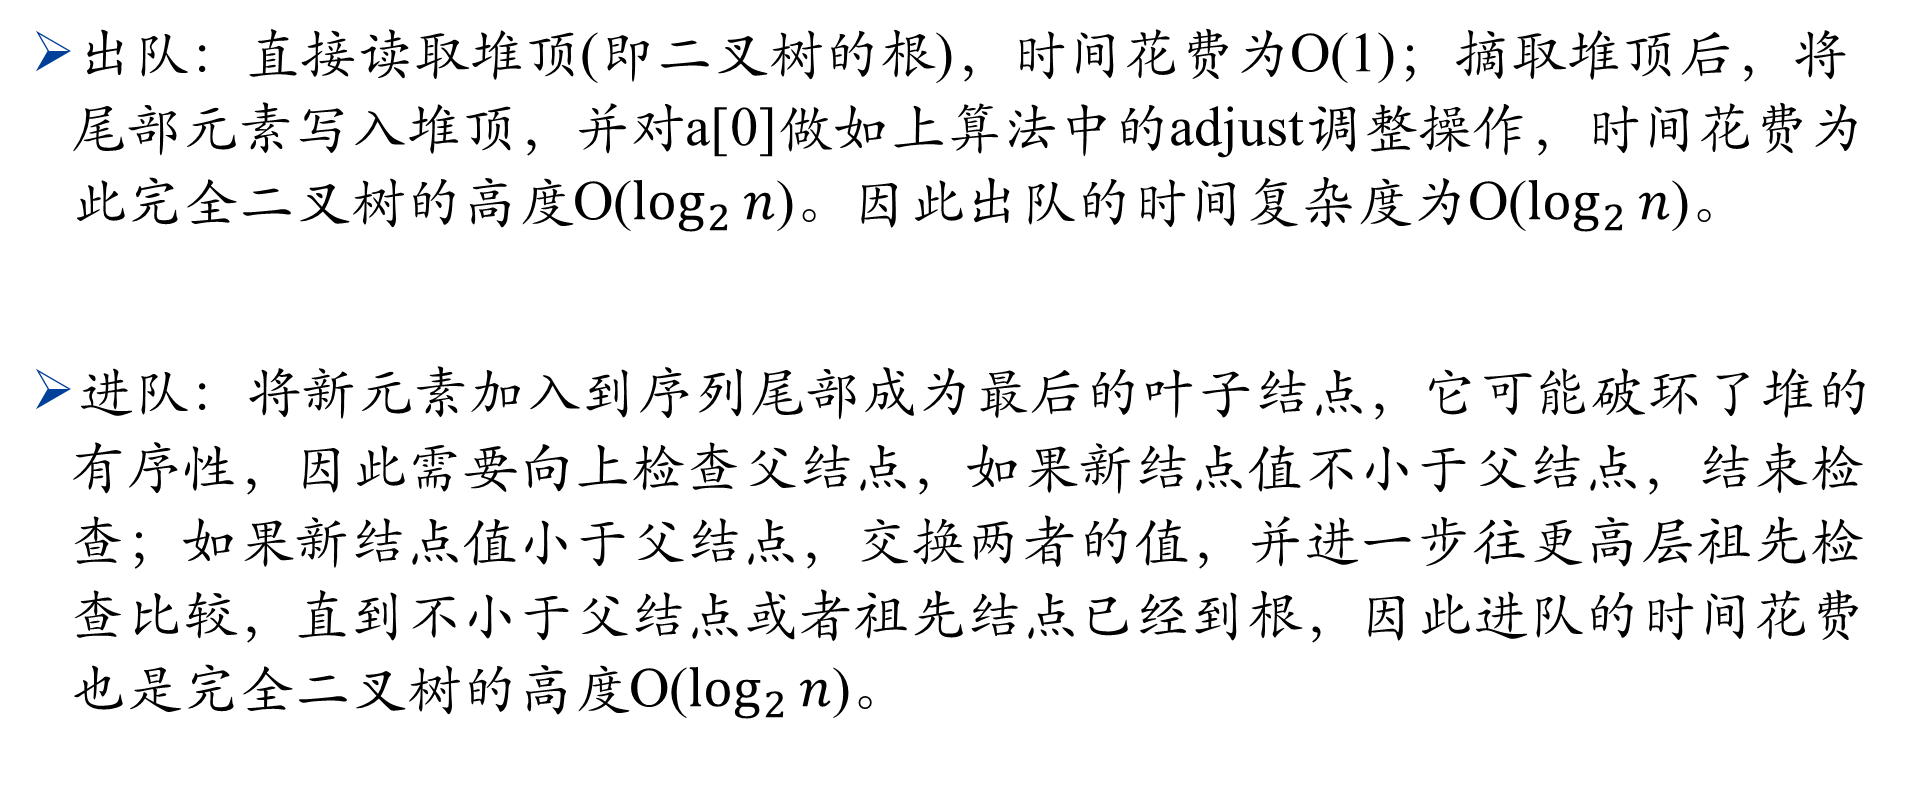 ➢出队：直接读取堆顶(即二叉树的根)，时间花费为O(1)；摘取堆顶后，将
尾部元素写入堆顶，并对a[0]做如上算法中的adjust调整操作，时间花费为
此完全二叉树的高度O(log₂ n)。因此出队的时间复杂度为O(log₂ n)。
➢进队：将新元素加入到序列尾部成为最后的叶子结点，它可能破环了堆的
有序性，因此需要向上检查父结点，如果新结点值不小于父结点，结束检
查；如果新结点值小于父结点，交换两者的值，并进一步往更高层祖先检
查比较，直到不小于父结点或者祖先结点已经到根，因此进队的时间花费
也是完全二叉树的高度O(log₂ n)。